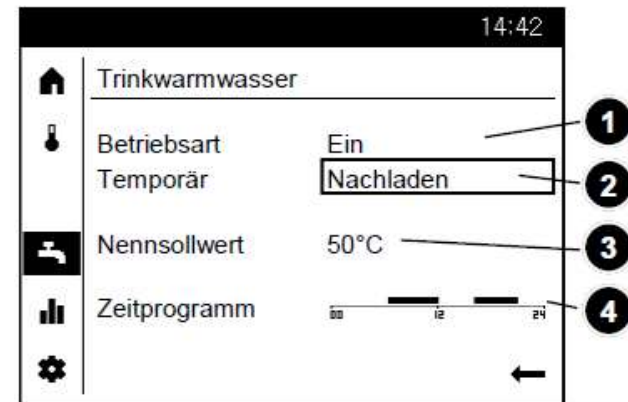 14:42
Trinkwarmwasser
Betriebsart Ein 1
Temporär Nachladen 2
Nennsollwert 50°C 3
Zeitprogramm 00 12 24 4